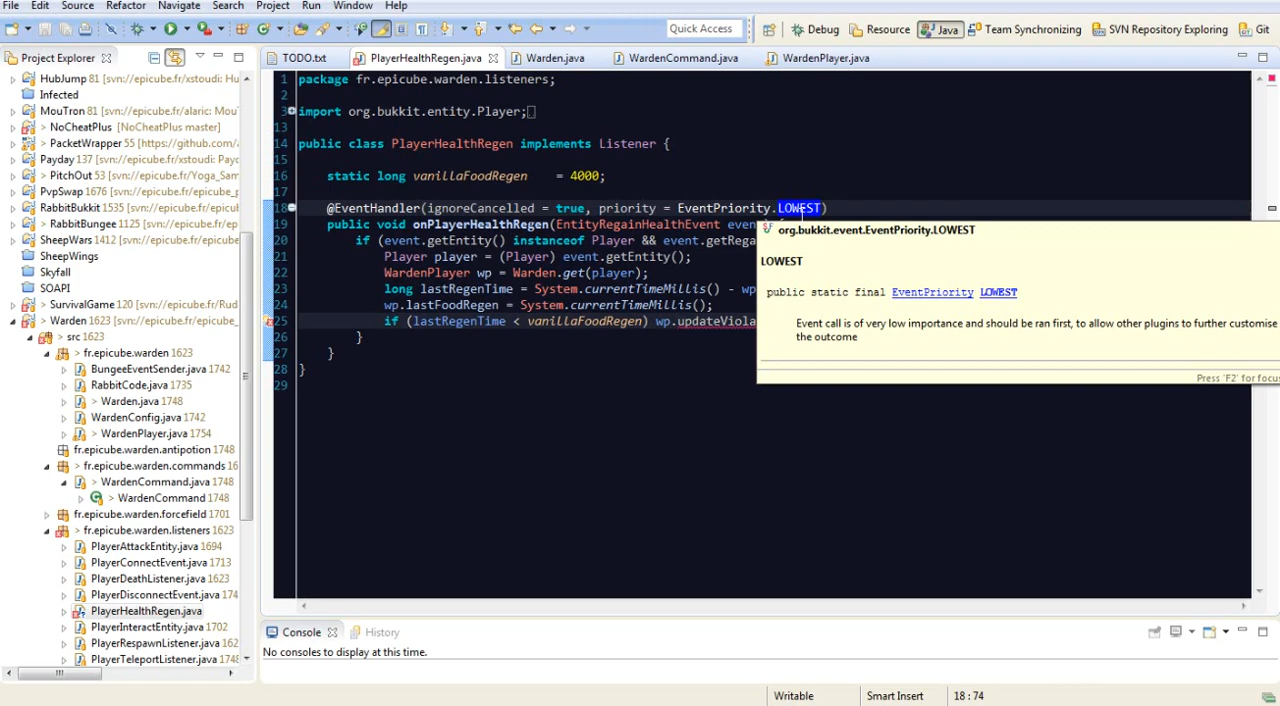 File Edit Source Refactor Navigate Search Project Run Window Help
Quick Access Debug Resource Java Team Synchronizing SVN Repository Exploring Git
Project Explorer
TODO.txt PlayerHealthRegen.java Warden.java WardenCommand.java WardenPlayer.java
HubJump 81 [svn://epicube.fr/xstoudi: Hu
Infected
MouTron 81 [svn://epicube.fr/alaric: Mou
> NoCheatPlus [NoCheatPlus master]
> PacketWrapper 55 [https://github.com/
Payday 137 [svn://epicube.fr/xstoudi: Payd
> PitchOut 53 [svn://epicube.fr/Yoga_Sam
PvpSwap 1676 [svn://epicube.fr/epicube_p
RabbitBukkit 1537 [svn://epicube.fr/epicub
> RabbitBungee 1125 [svn://epicube.fr/e
SheepWars 1412 [svn://epicube.fr/epicube_
SheepWings
Skyfall
SOAPI
> SurvivalGame 120 [svn://epicube.fr/Rud
> Warden 1623 [svn://epicube.fr/epicube_
src 1623
> fr.epicube.warden 1623
BungeeEventSender.java 1742
RabbitCode.java 1735
> Warden.java 1748
WardenConfig.java 1742
> WardenPlayer.java 1754
fr.epicube.warden.antipotion 1748
> fr.epicube.warden.commands 16
> WardenCommand.java 1748
> WardenCommand 1748
fr.epicube.warden.forcefield 1701
> fr.epicube.warden.listeners 1623
PlayerAttackEntity.java 1694
PlayerConnectEvent.java 1713
PlayerDeathListener.java 1623
PlayerDisconnectEvent.java 174
PlayerHealthRegen.java
PlayerInteractEntity.java 1702
PlayerRespawnListener.java 162
PlayerTeleportListener.java 1748
1 package fr.epicube.warden.listeners;
2
3 import org.bukkit.entity.Player;
13
14 public class PlayerHealthRegen implements Listener {
15
16 static long vanillaFoodRegen = 4000;
17
18 @EventHandler(ignoreCancelled = true, priority = EventPriority.LOWEST)
19 public void onPlayerHealthRegen(EntityRegainHealthEvent even
20 if (event.getEntity() instanceof Player && event.getRega
21 Player player = (Player) event.getEntity();
22 WardenPlayer wp = Warden.get(player);
23 long lastRegenTime = System.currentTimeMillis() - wp
24 wp.lastFoodRegen = System.currentTimeMillis();
25 if (lastRegenTime < vanillaFoodRegen) wp.updateViola
26 }
27 }
28 }
29
org.bukkit.event.EventPriority.LOWEST
LOWEST
public static final EventPriority LOWEST
Event call is of very low importance and should be ran first, to allow other plugins to further customise
the outcome
Press 'F2' for focus
Console History
No consoles to display at this time.
Writable Smart Insert 18 : 74